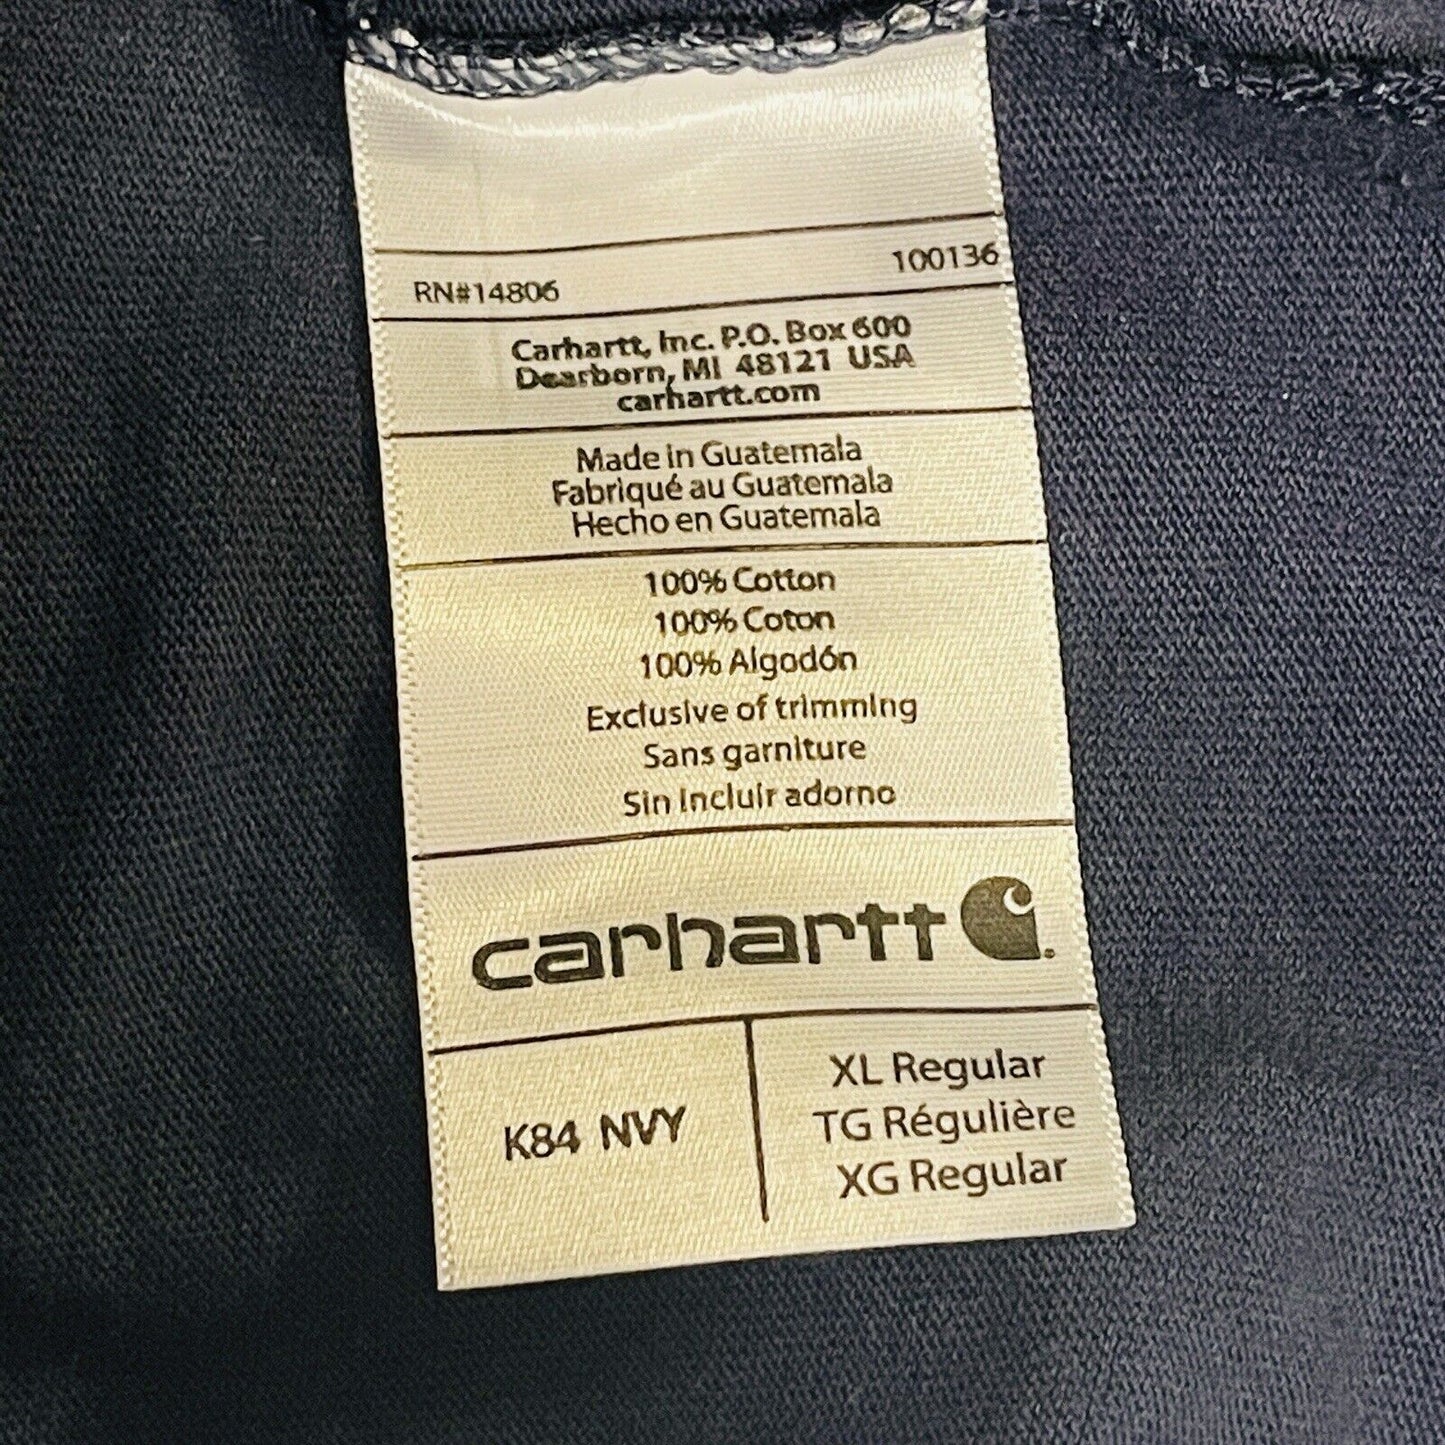 RN#14806 100136
Carhartt, Inc. P.O. Box 600
Dearborn, MI 48121 USA
carhartt.com
Made in Guatemala
Fabriqué au Guatemala
Hecho en Guatemala
100% Cotton
100% Coton
100% Algodón
Exclusive of trimming
Sans garniture
Sin incluir adorno
carhartt
K84 NVY
XL Regular
TG Régulière
XG Regular